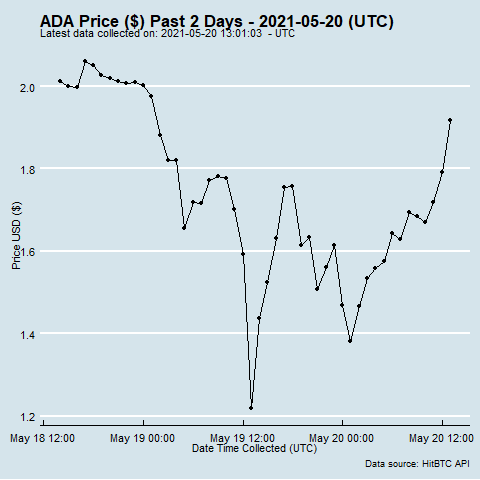 ADA Price ($) Past 2 Days - 2021-05-20 (UTC)
Latest data collected on: 2021-05-20 13:01:03 - UTC
2.0
1.8
1.6
1.4
1.2
Price USD ($)
May 18 12:00 May 19 00:00 May 19 12:00 May 20 00:00 May 20 12:00
Date Time Collected (UTC)
Data source: HitBTC API